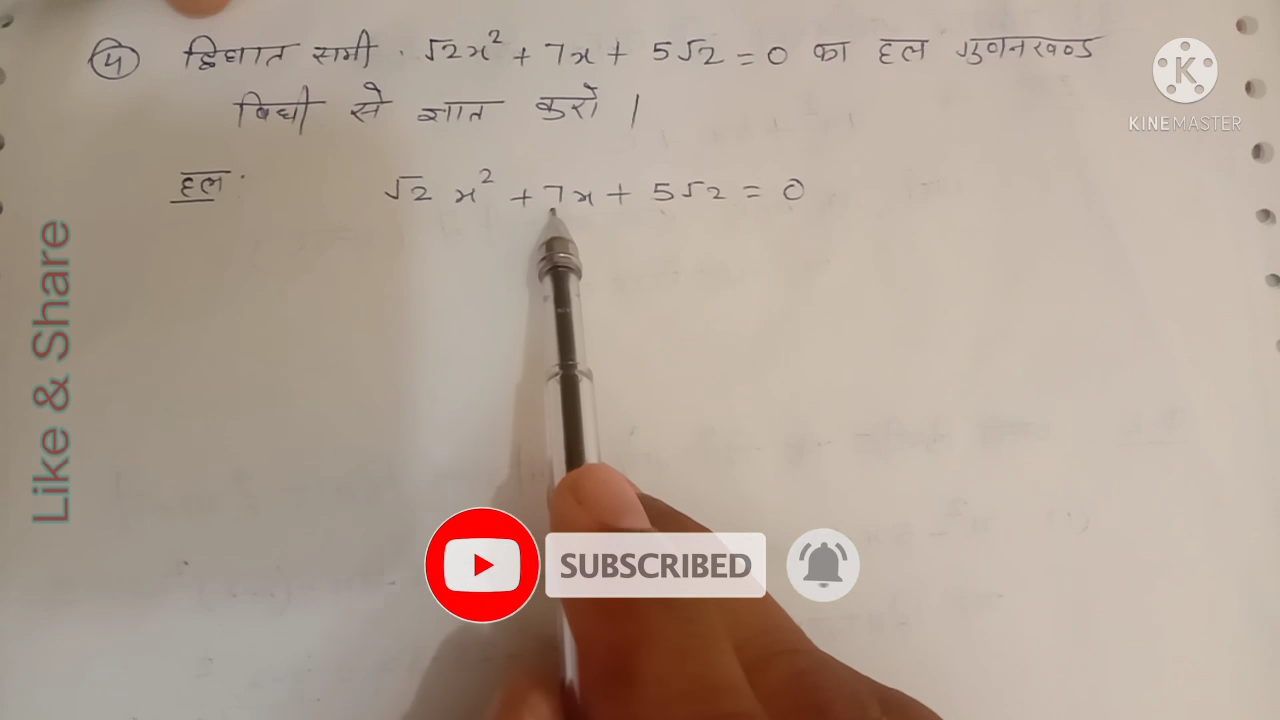 (4) द्विघात समी. √2x² + 7x + 5√2 = 0 का हल गुणनखण्ड
विधी से ज्ञात करो |
हल. √2 x² + 7x + 5√2 = 0
K
KINEMASTER
Like & Share
SUBSCRIBED